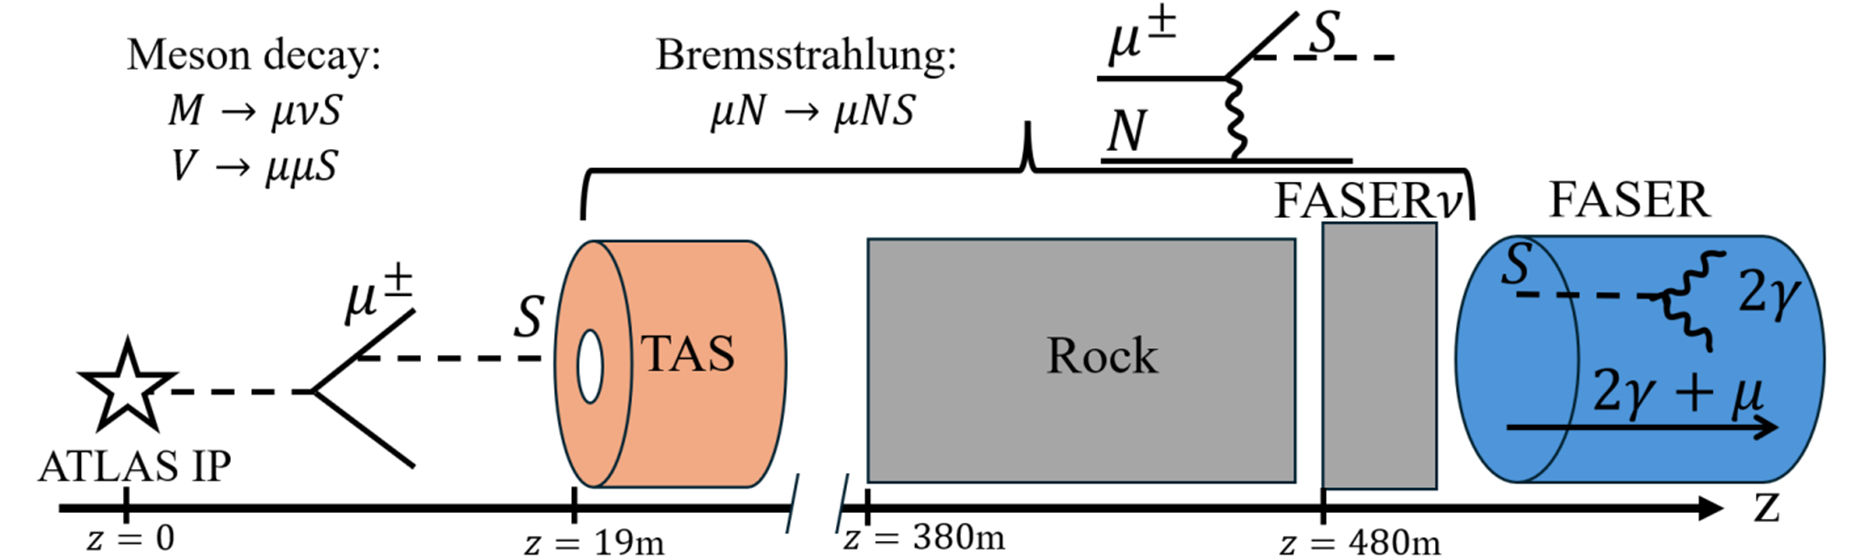 Meson decay:
M → μνS
V → μμS
Bremsstrahlung:
μN → μNS
μ±
S
N
FASERν
FASER
μ±
S
TAS
Rock
S
2γ
2γ + μ
ATLAS IP
z
z = 0
z = 19m
z = 380m
z = 480m